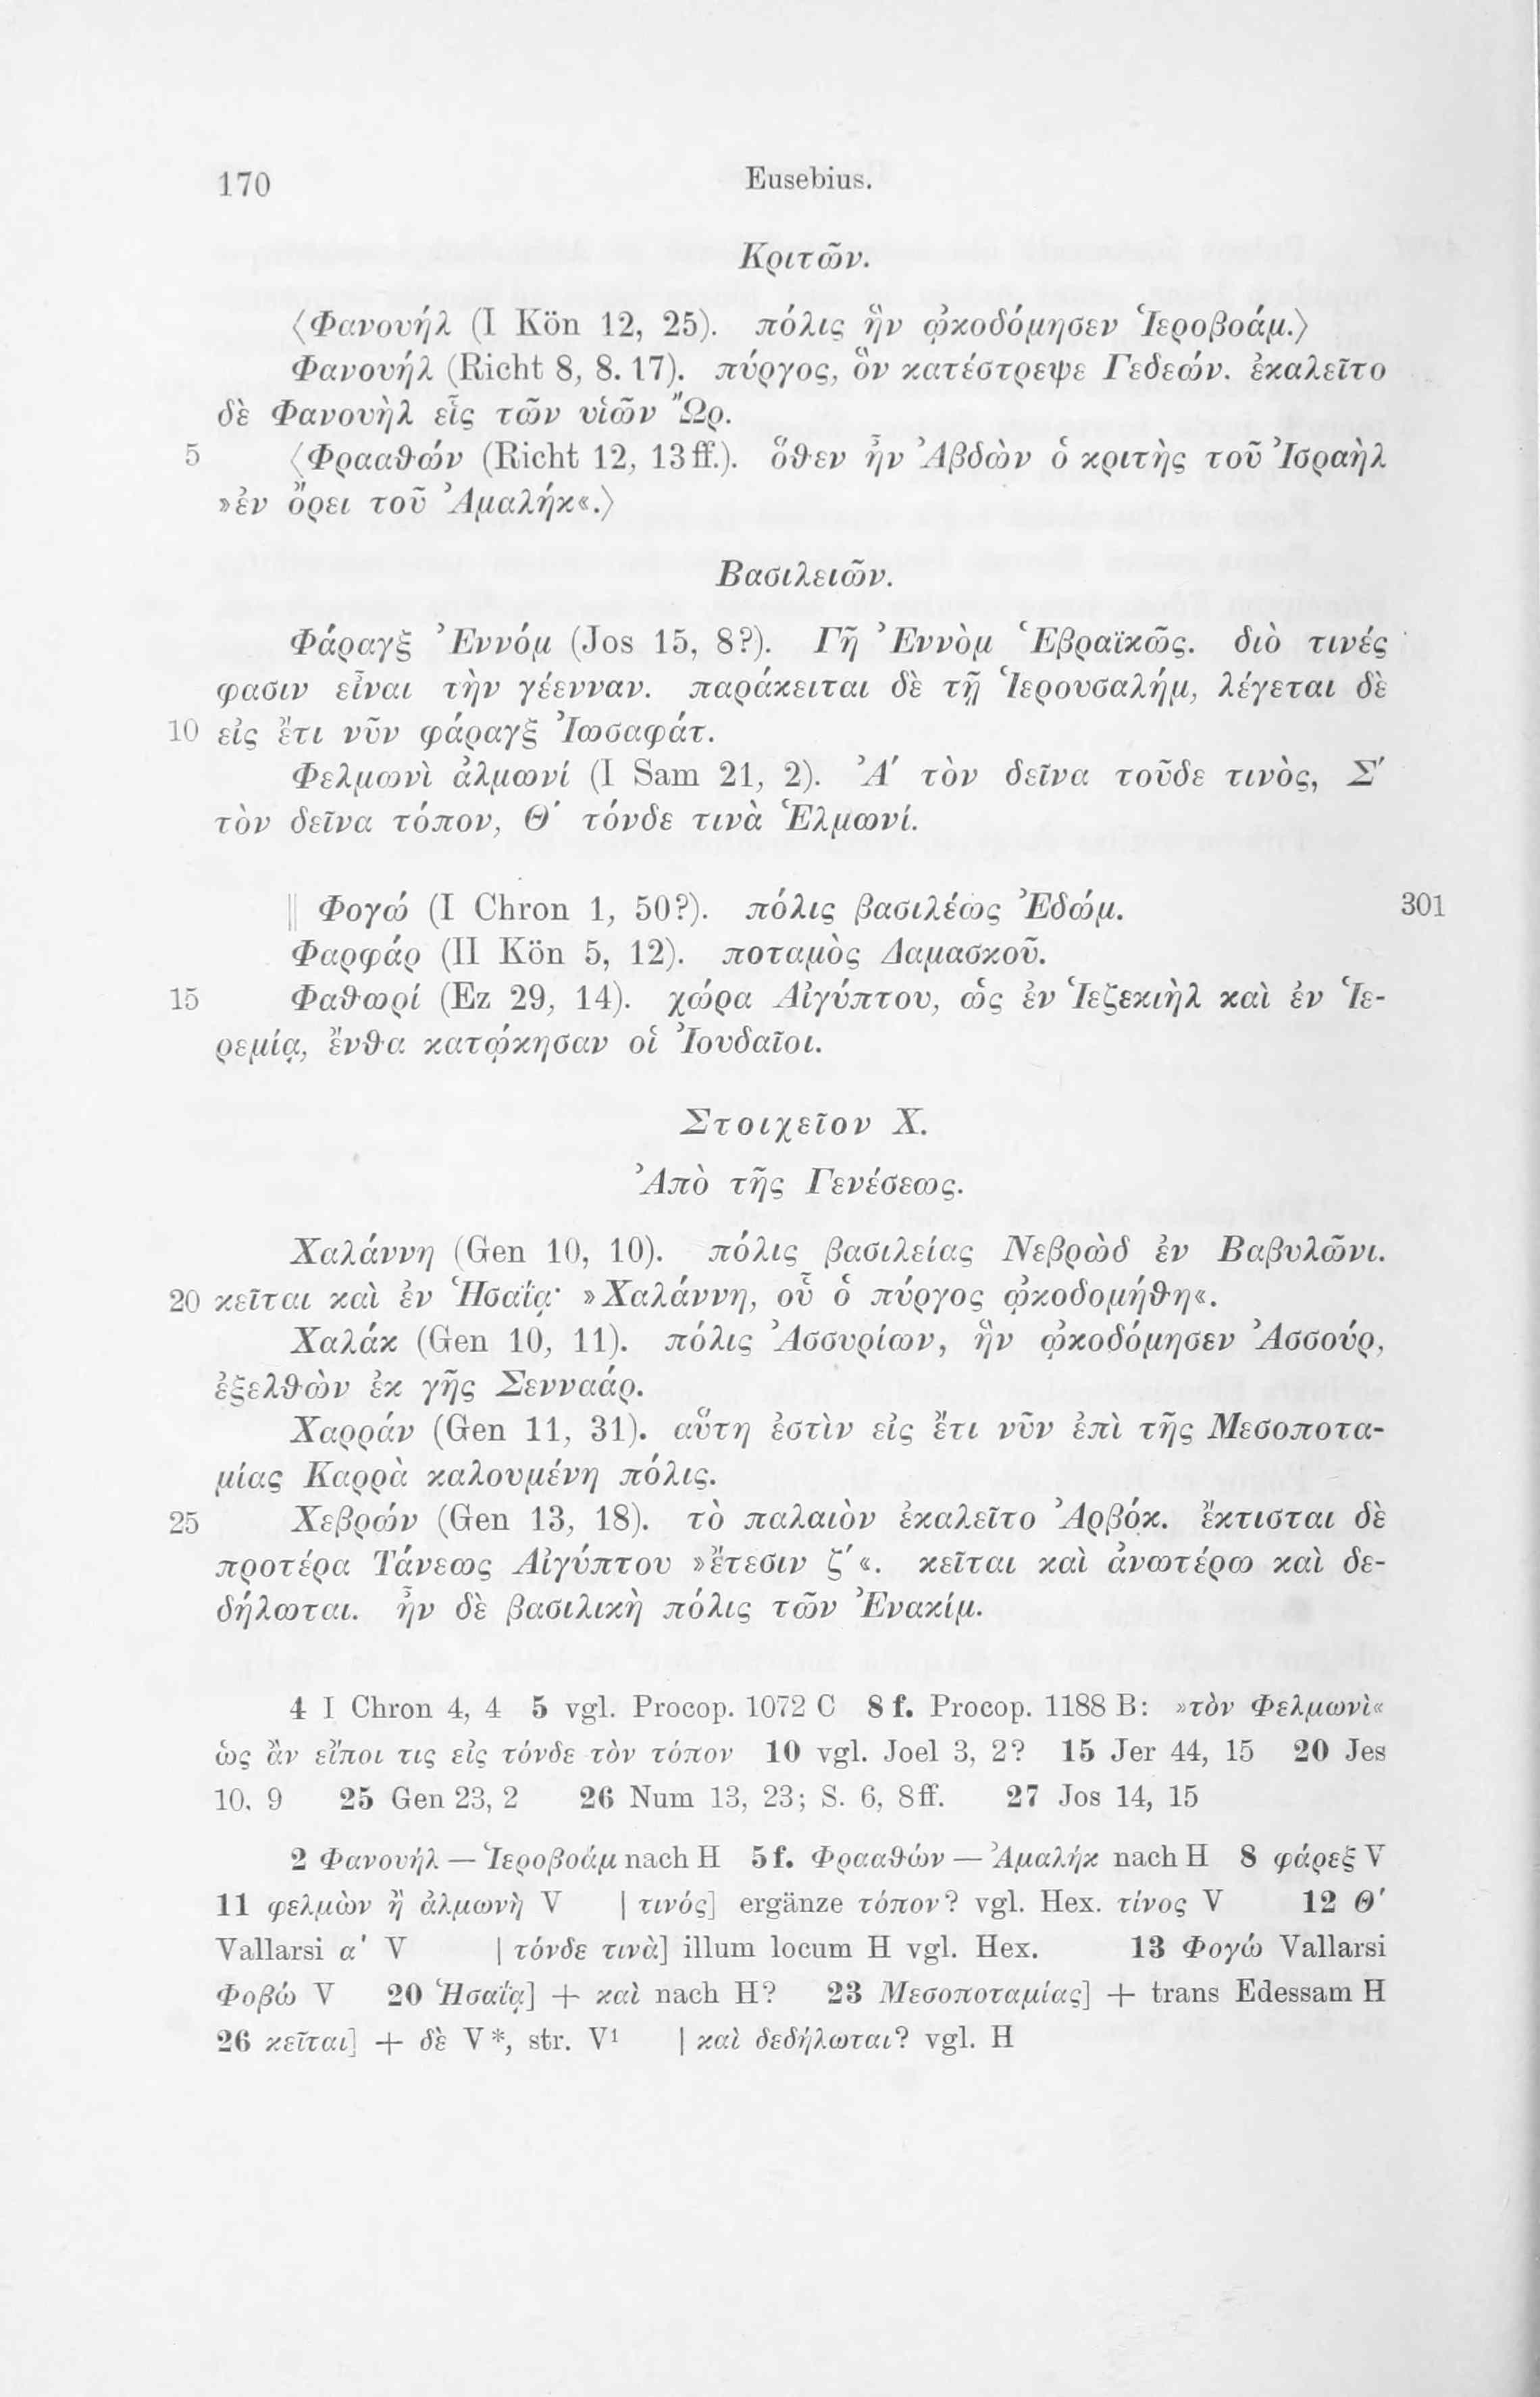 170 Eusebius.
Κριτῶν.
⟨Φανουήλ (I Kön 12, 25). πόλις ἣν ᾠκοδόμησεν Ἱεροβοάμ.⟩
Φανουήλ (Richt 8, 8. 17). πύργος, ὃν κατέστρεψε Γεδεών. ἐκαλεῖτο
δὲ Φανουὴλ εἷς τῶν υἱῶν Ὤρ.
5 ⟨Φρααθών (Richt 12, 13 ff.). ὅθεν ἦν Ἀβδὼν ὁ κριτὴς τοῦ Ἰσραὴλ
»ἐν ὄρει τοῦ Ἀμαλήκ«.⟩
Βασιλειῶν.
Φάραγξ Ἐννόμ (Jos 15, 8?). Γῆ Ἐννὸμ Ἑβραϊκῶς. διὸ τινές
φασιν εἶναι τὴν γέενναν. παράκειται δὲ τῇ Ἱερουσαλήμ, λέγεται δὲ
10 εἰς ἔτι νῦν φάραγξ Ἰωσαφάτ.
Φελμωνὶ ἀλμωνί (I Sam 21, 2). Ἀʹ τὸν δεῖνα τοῦδε τινὸς, Σʹ
τὸν δεῖνα τόπον, Θʹ τόνδε τινὰ Ἑλμωνί.
‖ Φογώ (I Chron 1, 50?). πόλις βασιλέως Ἐδώμ. 301
Φαρφάρ (II Kön 5, 12). ποταμὸς Δαμασκοῦ.
15 Φαθωρί (Ez 29, 14). χώρα Αἰγύπτου, ὡς ἐν Ἱεζεκιὴλ καὶ ἐν Ἱε-
ρεμίᾳ, ἔνθα κατῴκησαν οἱ Ἰουδαῖοι.
Στοιχεῖον Χ.
Ἀπὸ τῆς Γενέσεως.
Χαλάννη (Gen 10, 10). πόλις βασιλείας Νεβρὼδ ἐν Βαβυλῶνι.
20 κεῖται καὶ ἐν Ἡσαΐᾳ· »Χαλάννη, οὗ ὁ πύργος ᾠκοδομήθη«.
Χαλάκ (Gen 10, 11). πόλις Ἀσσυρίων, ἣν ᾠκοδόμησεν Ἀσσούρ,
ἐξελθὼν ἐκ γῆς Σενναάρ.
Χαρράν (Gen 11, 31). αὕτη ἐστὶν εἰς ἔτι νῦν ἐπὶ τῆς Μεσοποτα-
μίας Καρρὰ καλουμένη πόλις.
25 Χεβρών (Gen 13, 18). τὸ παλαιὸν ἐκαλεῖτο Ἀρβόκ. ἔκτισται δὲ
προτέρα Τάνεως Αἰγύπτου »ἔτεσιν ζʹ«. κεῖται καὶ ἀνωτέρω καὶ δε-
δήλωται. ἦν δὲ βασιλικὴ πόλις τῶν Ἐνακίμ.
4 I Chron 4, 4 5 vgl. Procop. 1072 C 8 f. Procop. 1188 B: »τὸν Φελμωνὶ«
ὡς ἂν εἴποι τις εἰς τόνδε τὸν τόπον 10 vgl. Joel 3, 2? 15 Jer 44, 15 20 Jes
10, 9 25 Gen 23, 2 26 Num 13, 23; S. 6, 8 ff. 27 Jos 14, 15
2 Φανουήλ — Ἱεροβοάμ nach H 5 f. Φρααθών — Ἀμαλήκ nach H 8 φάρεξ V
11 φελμὼν ἢ ἀλμωνὴ V | τινός] ergänze τόπον? vgl. Hex. τίνος V 12 Θʹ
Vallarsi αʹ V | τόνδε τινὰ] illum locum H vgl. Hex. 13 Φογώ Vallarsi
Φοβώ V 20 Ἡσαΐᾳ] + καὶ nach H? 23 Μεσοποταμίας] + trans Edessam H
26 κεῖται] + δὲ V*, str. V¹ | καὶ δεδήλωται? vgl. H